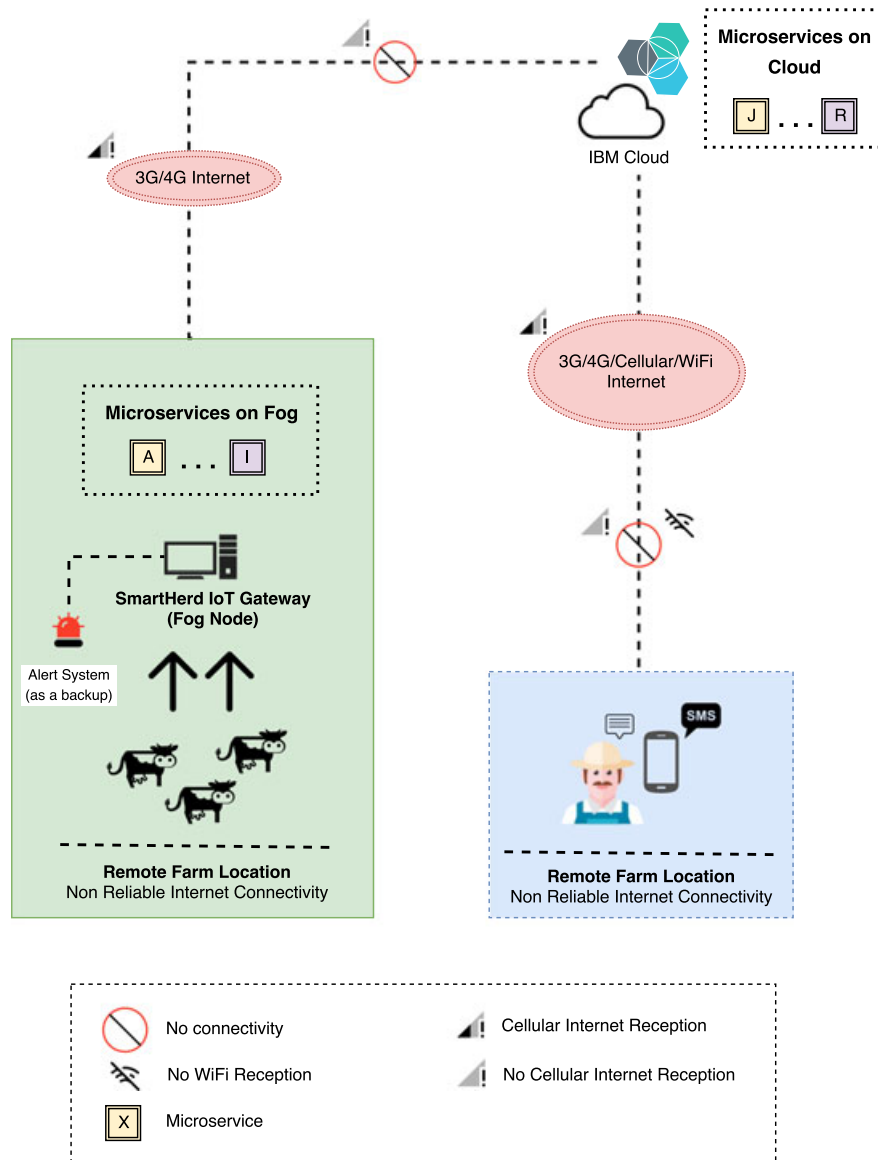 Microservices on
Cloud
J . . . R
IBM Cloud
3G/4G Internet
3G/4G/Cellular/WiFi
Internet
Microservices on Fog
A . . . I
SmartHerd IoT Gateway
(Fog Node)
Alert System
(as a backup)
SMS
Remote Farm Location
Non Reliable Internet Connectivity
Remote Farm Location
Non Reliable Internet Connectivity
No connectivity
Cellular Internet Reception
No WiFi Reception
No Cellular Internet Reception
X
Microservice